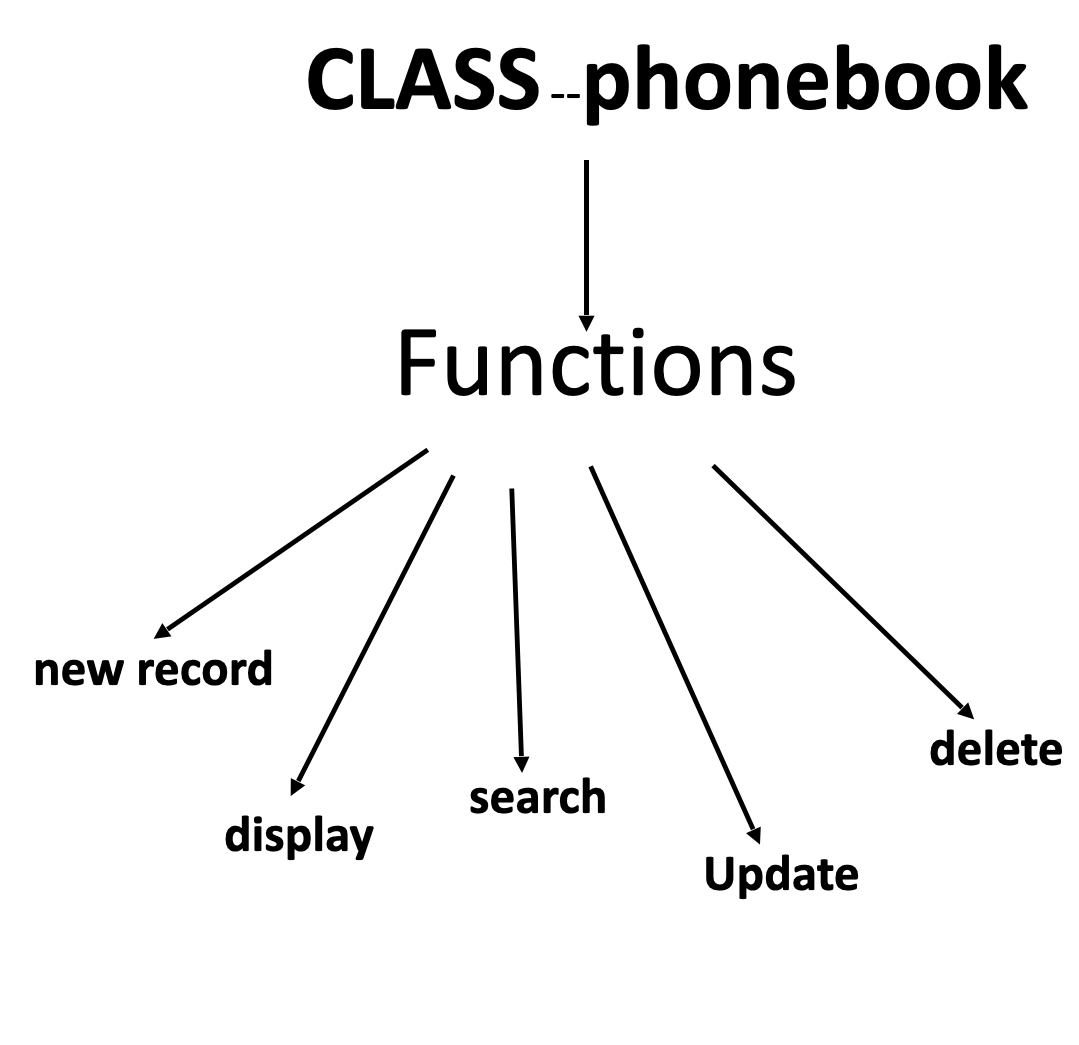 CLASS --phonebook
Functions
new record
display
search
Update
delete